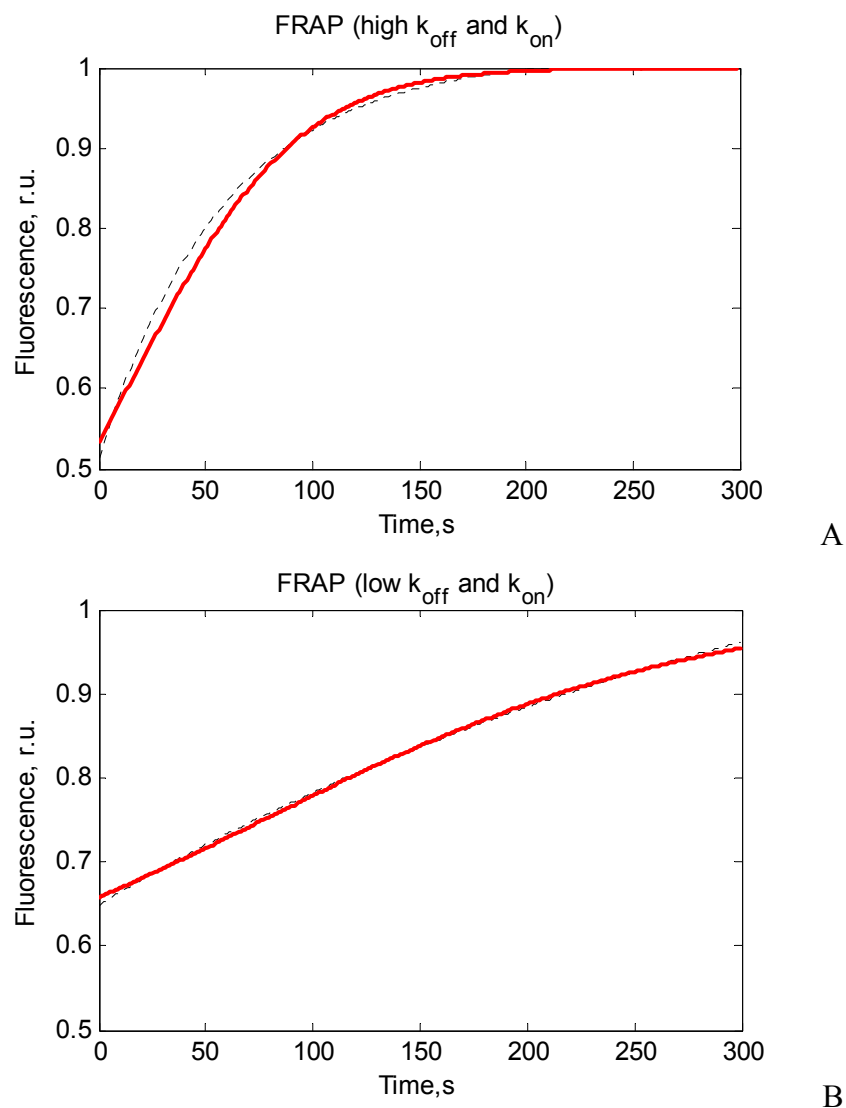 FRAP (high k_off and k_on)
1
0.9
0.8
0.7
0.6
0.5
Fluorescence, r.u.
0 50 100 150 200 250 300
Time,s
A
FRAP (low k_off and k_on)
1
0.9
0.8
0.7
0.6
0.5
Fluorescence, r.u.
0 50 100 150 200 250 300
Time,s
B